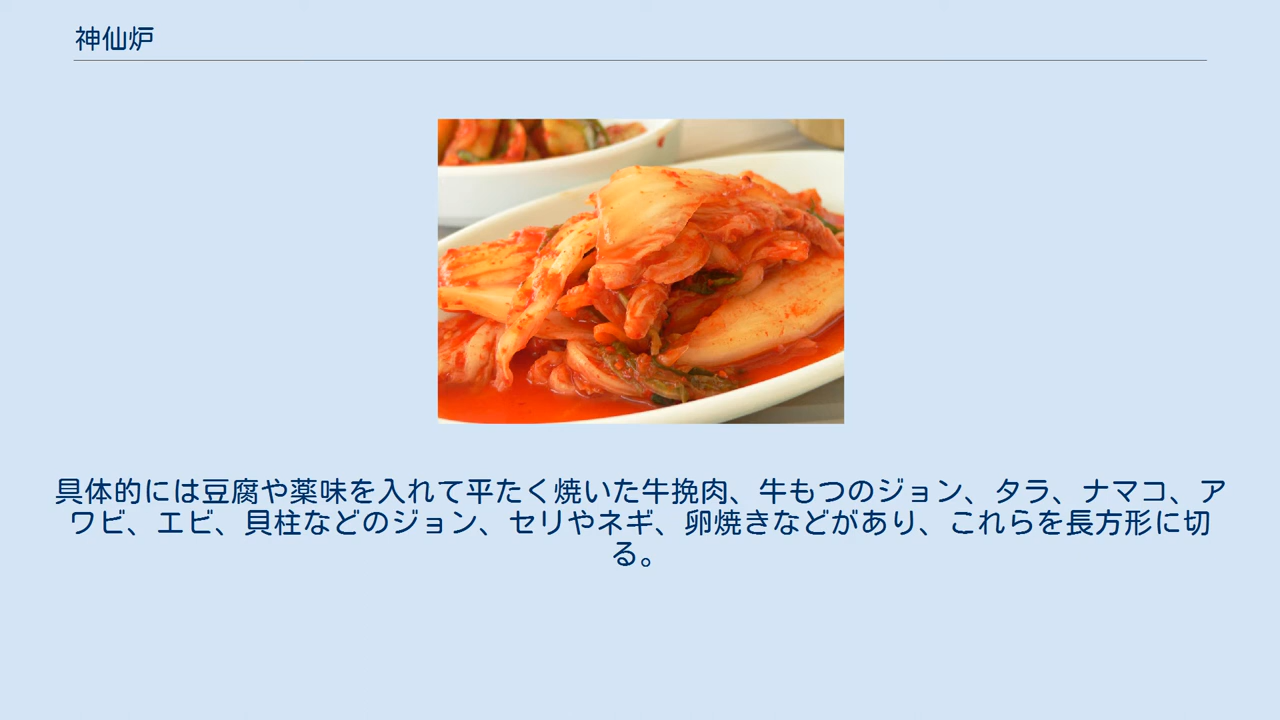 神仙炉
具体的には豆腐や薬味を入れて平たく焼いた牛挽肉、牛もつのジョン、タラ、ナマコ、ア
ワビ、エビ、貝柱などのジョン、セリやネギ、卵焼きなどがあり、これらを長方形に切
る。